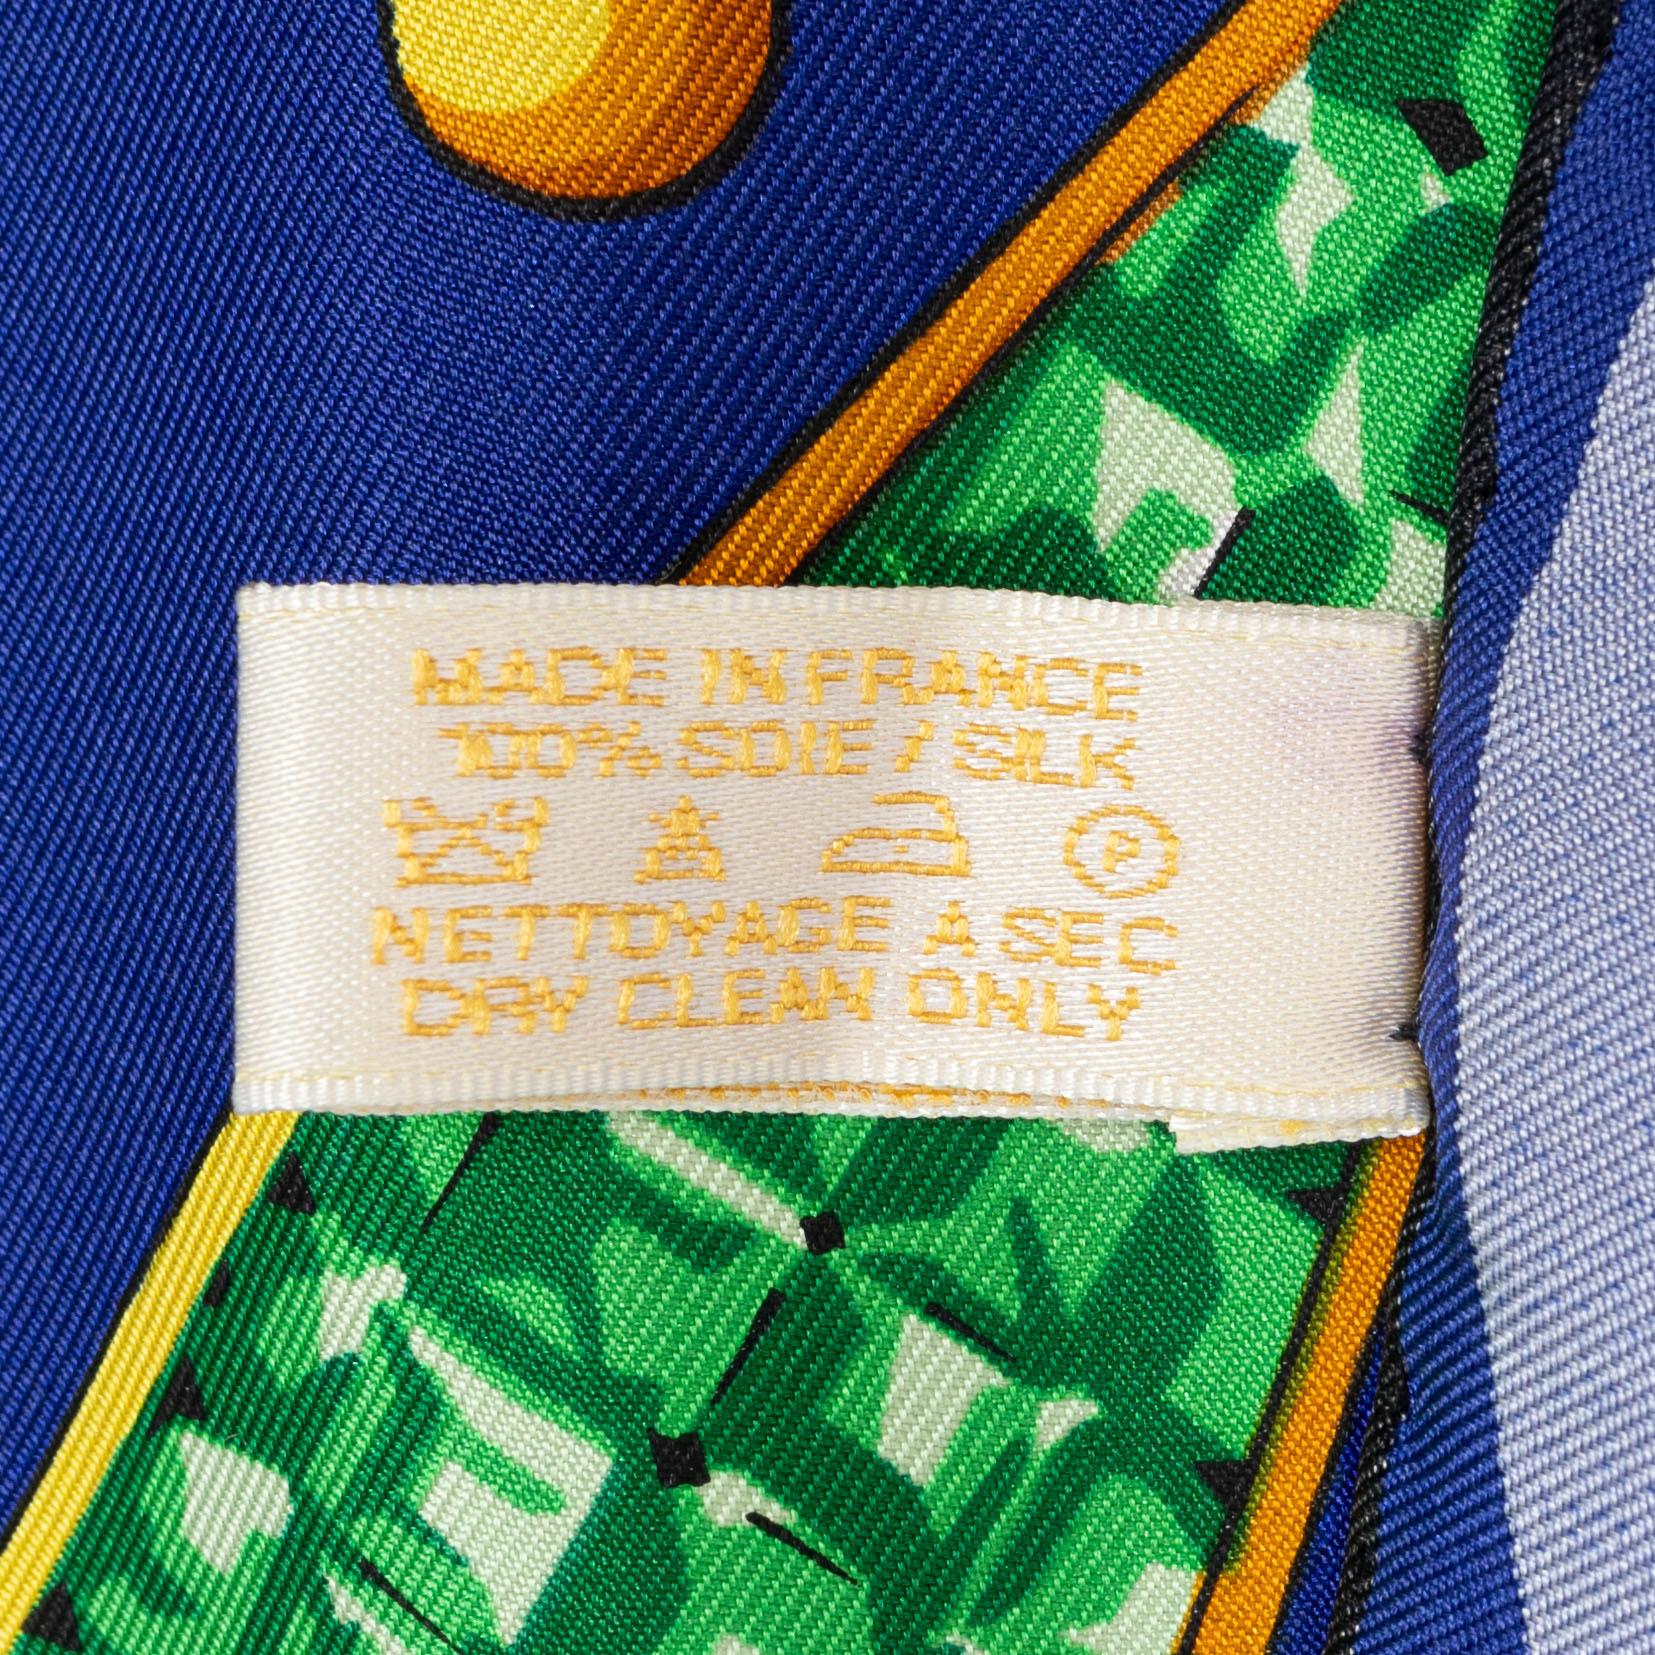 MADE IN FRANCE
100% SOIE / SILK
P
NETTOYAGE A SEC
DRY CLEAN ONLY